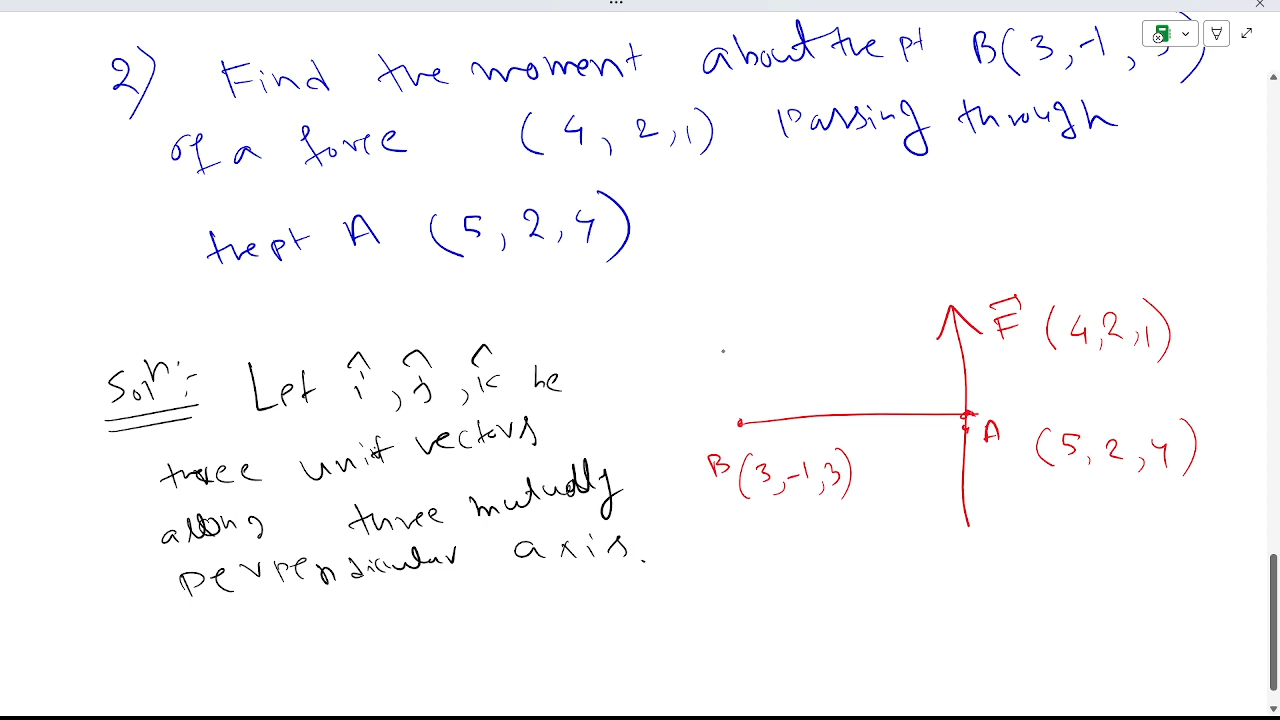 2) Find the moment about the pt B(3,-1,3)
of a force (4, 2, 1) Passing through
the pt A (5, 2, 4)
Soln:- Let î, ĵ, k̂ be
three unit vectors
along three mutually
perpendicular axis.
F⃗ (4,2,1)
A (5, 2, 4)
B (3,-1,3)